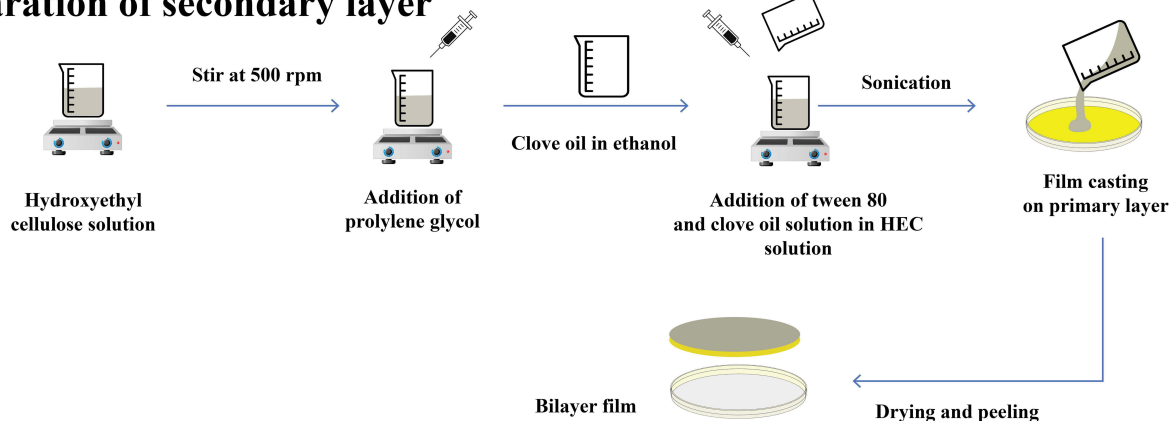 aration of secondary layer
Stir at 500 rpm
Clove oil in ethanol
Sonication
Hydroxyethyl
cellulose solution
Addition of
prolylene glycol
Addition of tween 80
and clove oil solution in HEC
solution
Film casting
on primary layer
Bilayer film
Drying and peeling